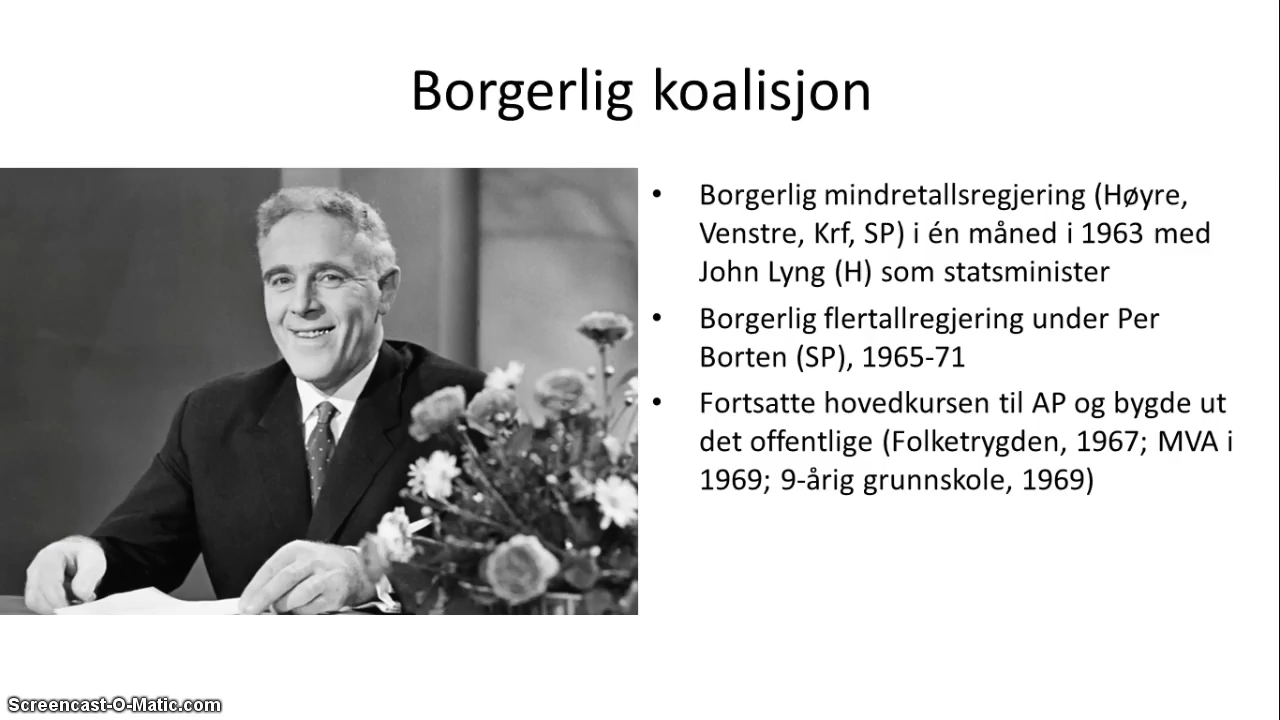 Borgerlig koalisjon
• Borgerlig mindretallsregjering (Høyre,
Venstre, Krf, SP) i én måned i 1963 med
John Lyng (H) som statsminister
• Borgerlig flertallregjering under Per
Borten (SP), 1965-71
• Fortsatte hovedkursen til AP og bygde ut
det offentlige (Folketrygden, 1967; MVA i
1969; 9-årig grunnskole, 1969)
Screencast-O-Matic.com